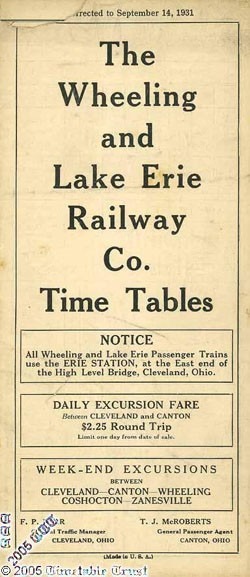 rrected to September 14, 1931
The
Wheeling
and
Lake Erie
Railway
Co.
Time Tables
NOTICE
All Wheeling and Lake Erie Passenger Trains
use the ERIE STATION, at the East end of
the High Level Bridge, Cleveland, Ohio.
DAILY EXCURSION FARE
Between CLEVELAND and CANTON
$2.25 Round Trip
Limit one day from date of sale.
WEEK-END EXCURSIONS
BETWEEN
CLEVELAND—CANTON—WHEELING
COSHOCTON—ZANESVILLE
F. P. T. J. McROBERTS
Traffic Manager General Passenger Agent
CLEVELAND, OHIO CANTON, OHIO
(Made in U. S. A.)
2005
©2005 Timetable Trust